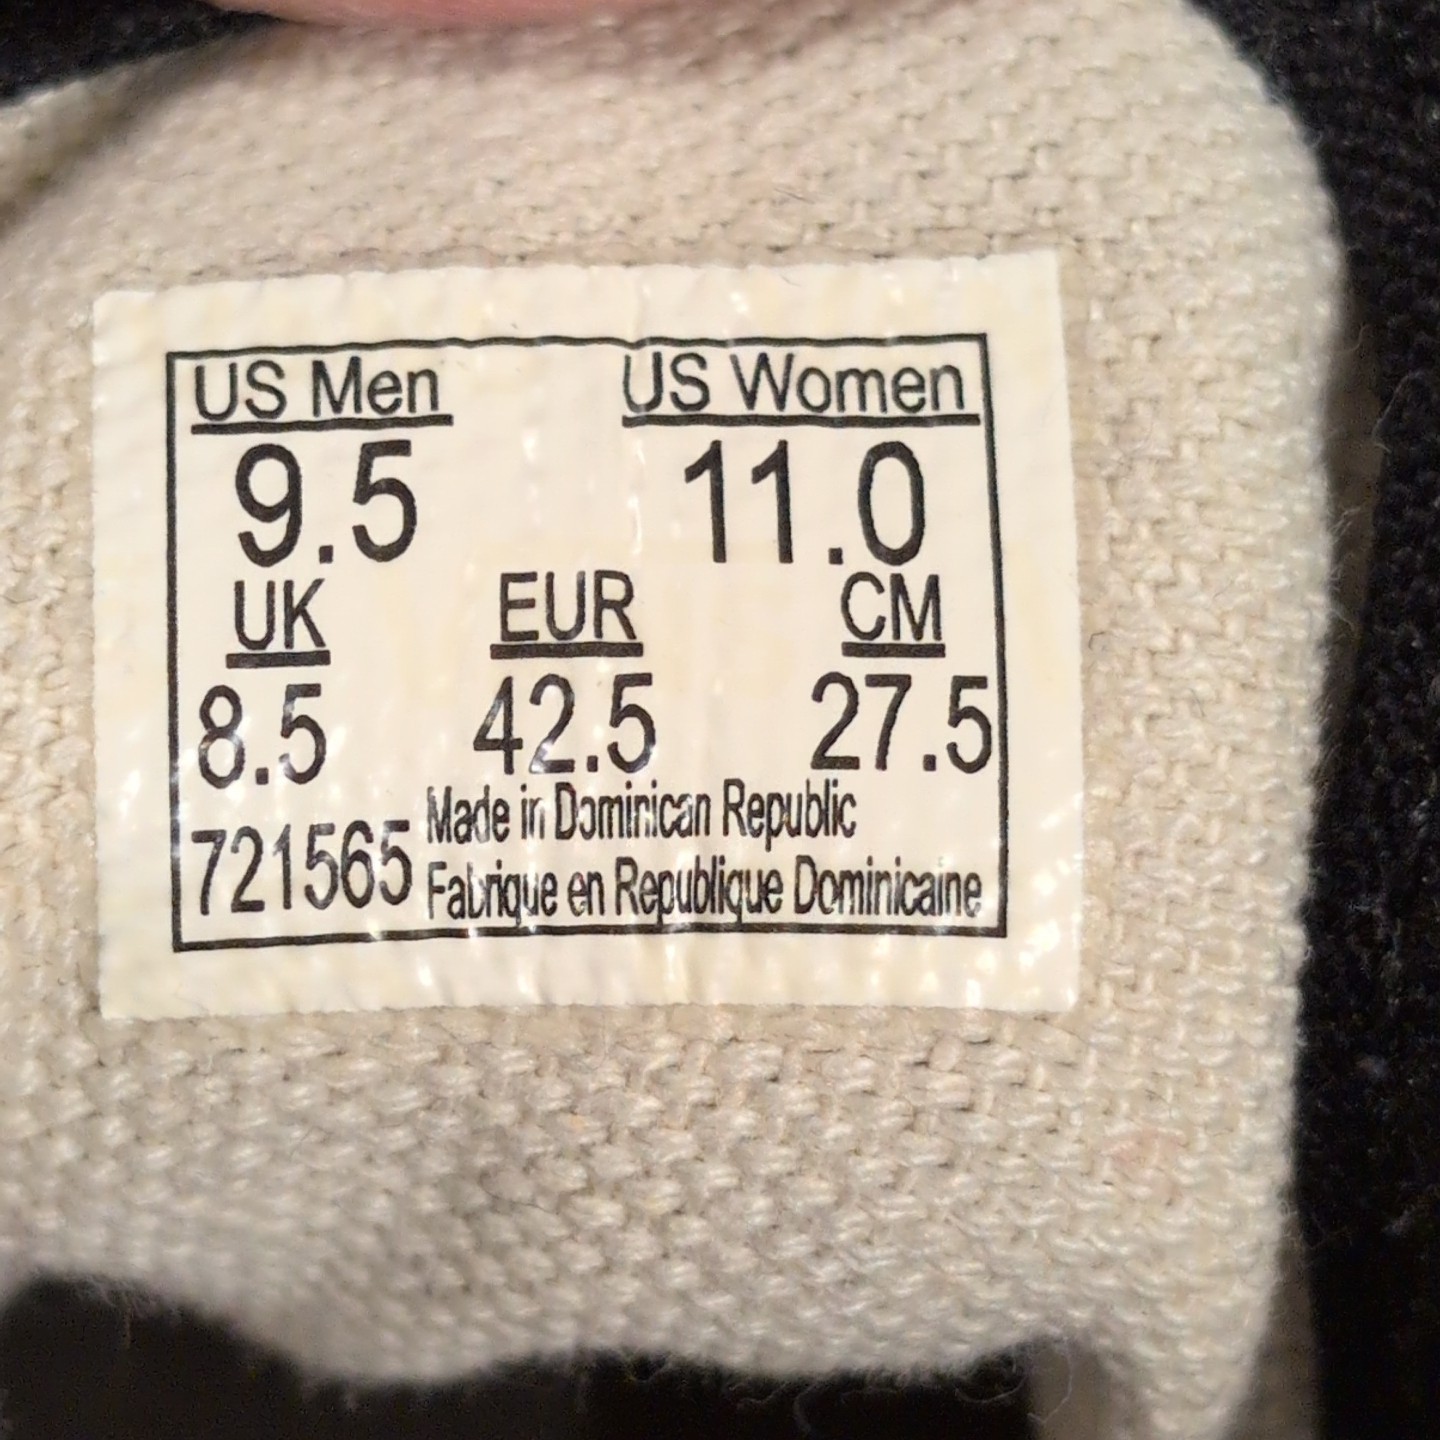 US Men US Women
9.5 11.0
UK EUR CM
8.5 42.5 27.5
721565 Made in Dominican Republic
Fabrique en Republique Dominicaine